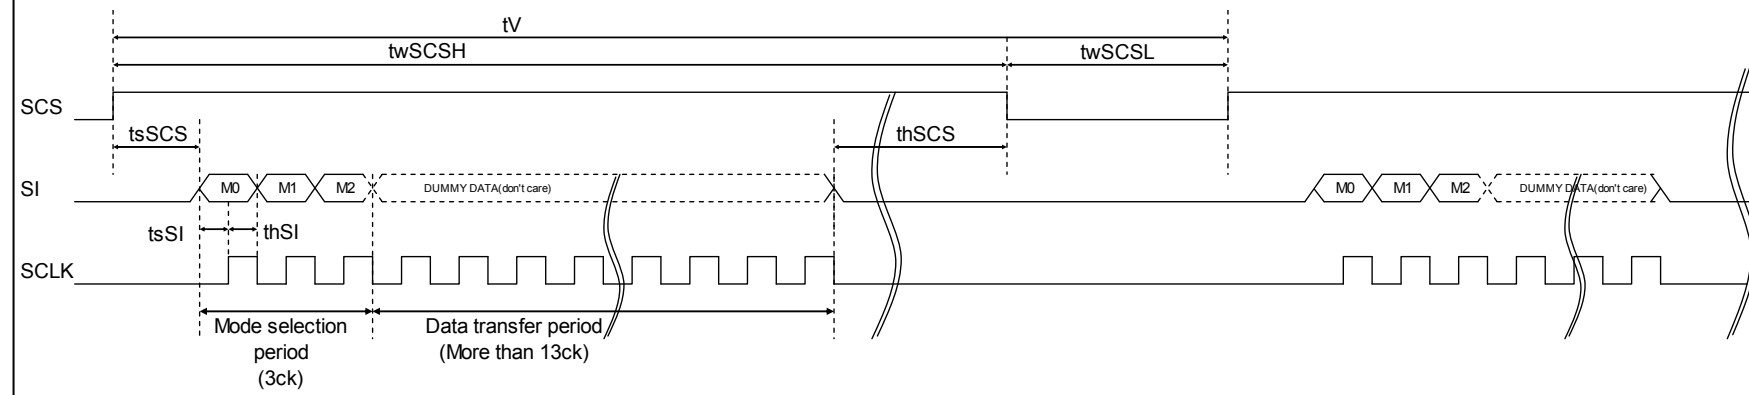 tV
twSCSH
twSCSL
SCS
tsSCS
thSCS
SI
M0
M1
M2
DUMMY DATA(don't care)
M0
M1
M2
DUMMY DATA(don't care)
tsSI
thSI
SCLK
Mode selection
period
(3ck)
Data transfer period
(More than 13ck)